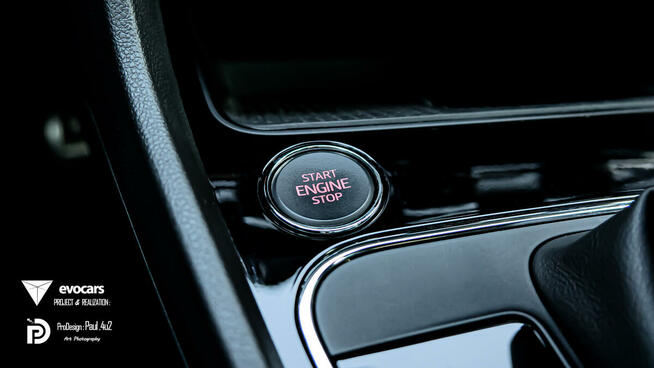 START
ENGINE
STOP
evocars
PROJECT & REALIZATION:
ProDesign: Paul .4u2
Art Photography